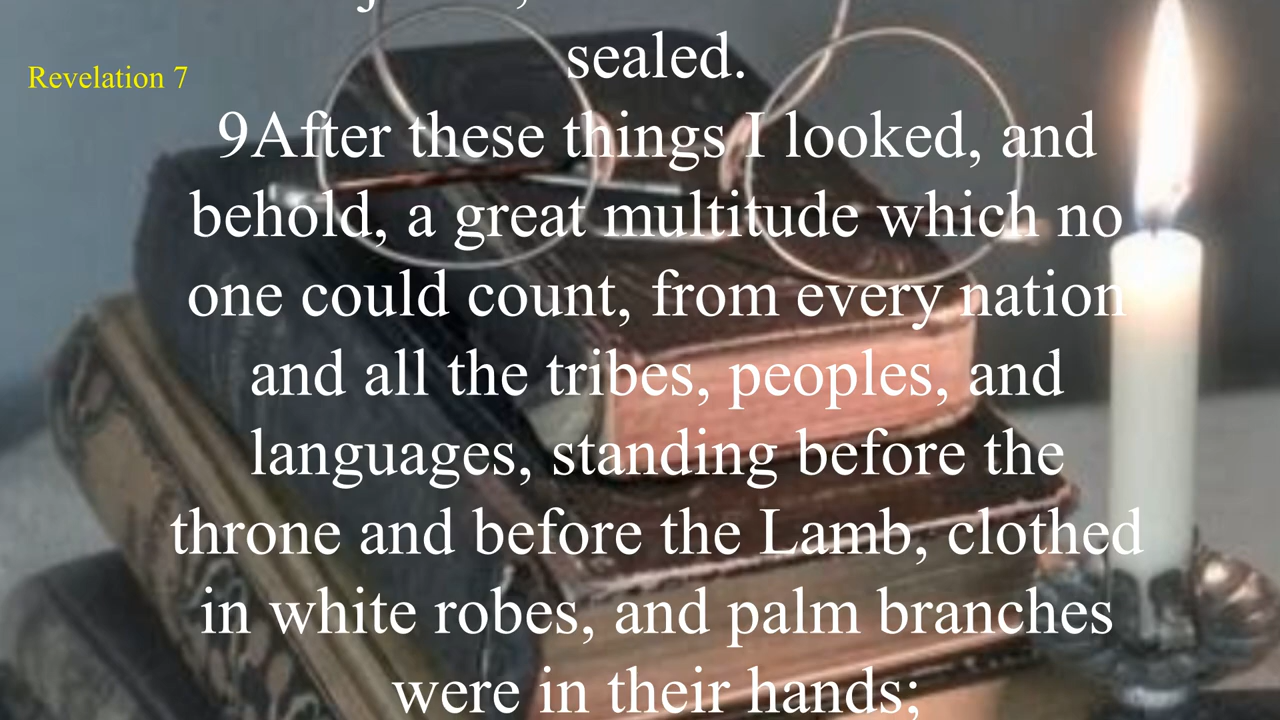 Revelation 7
sealed.
9After these things I looked, and
behold, a great multitude which no
one could count, from every nation
and all the tribes, peoples, and
languages, standing before the
throne and before the Lamb, clothed
in white robes, and palm branches
were in their hands;